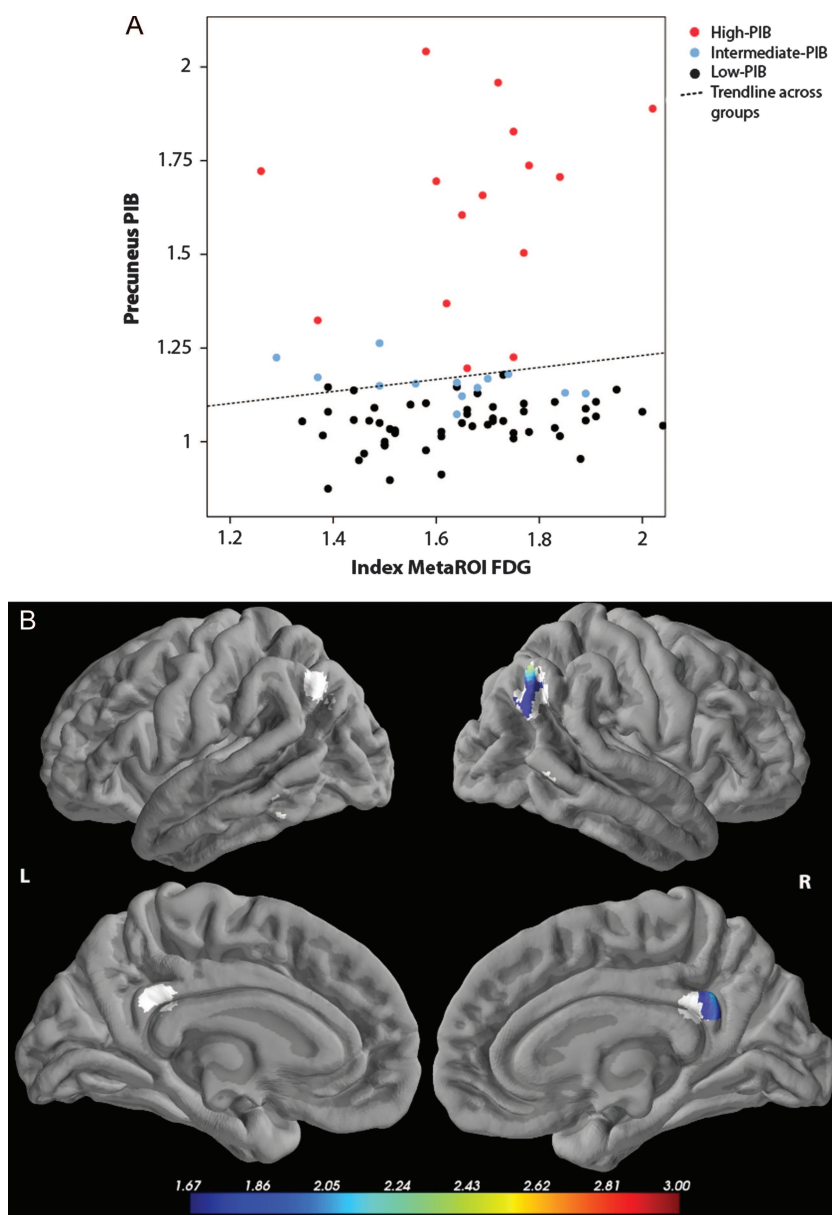 A
High-PIB
Intermediate-PIB
Low-PIB
Trendline across
groups
Precuneus PIB
2
1.75
1.5
1.25
1
1.2
1.4
1.6
1.8
2
Index MetaROI FDG
B
L
R
1.67
1.86
2.05
2.24
2.43
2.62
2.81
3.00